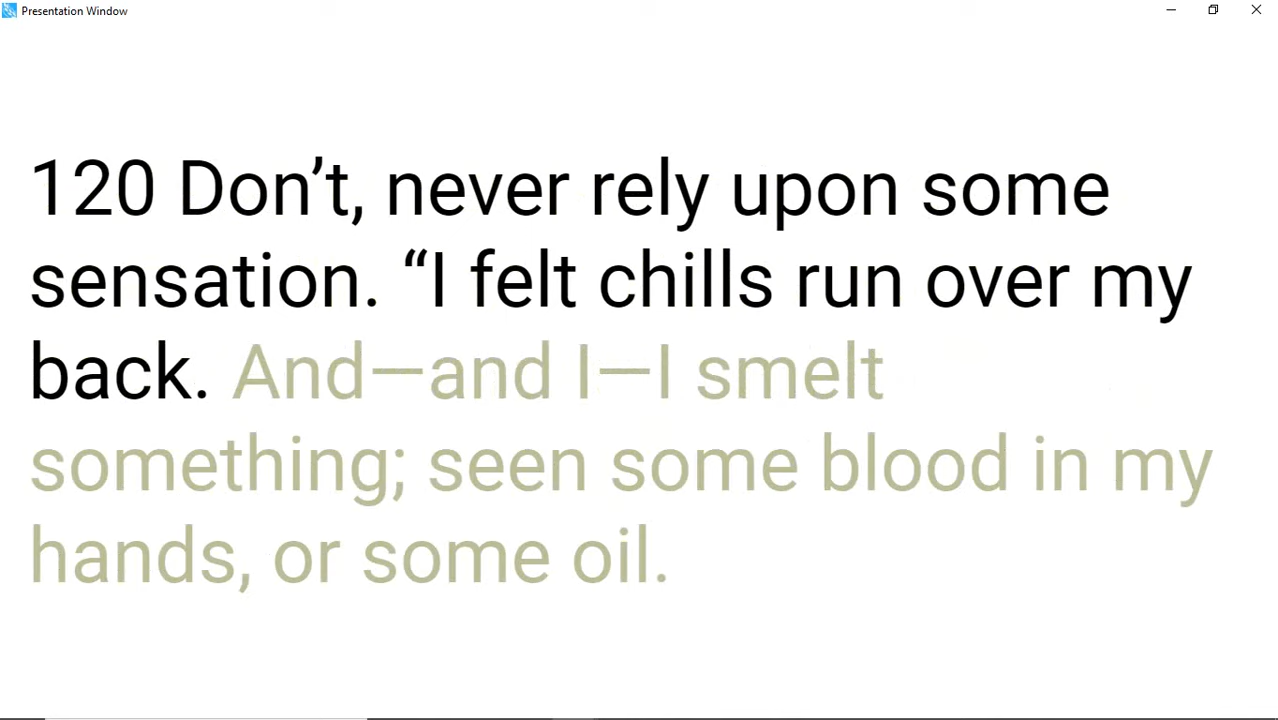 Presentation Window
120 Don’t, never rely upon some
sensation. “I felt chills run over my
back. And—and I—I smelt
something; seen some blood in my
hands, or some oil.